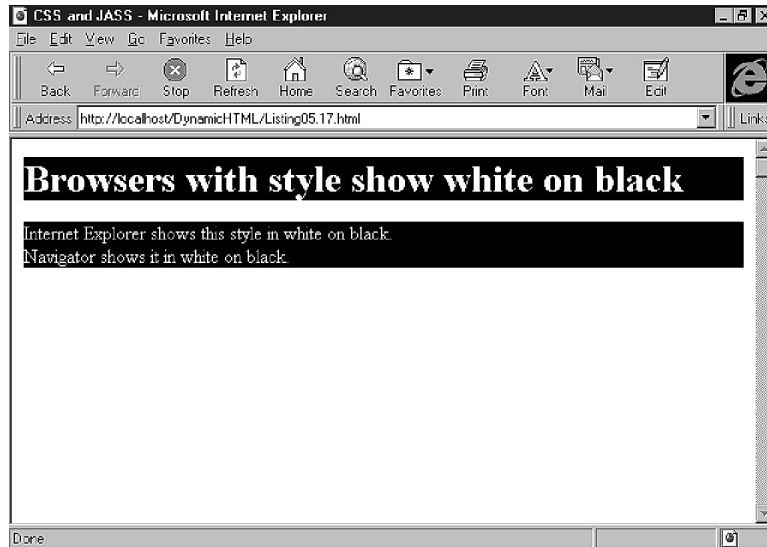 CSS and JASS - Microsoft Internet Explorer
File Edit View Go Favorites Help
Back Forward Stop Refresh Home Search Favorites Print Font Mail Edit
Address http://localhost/DynamicHTML/Listing05.17.html Links
Browsers with style show white on black
Internet Explorer shows this style in white on black.
Navigator shows it in white on black.
Done